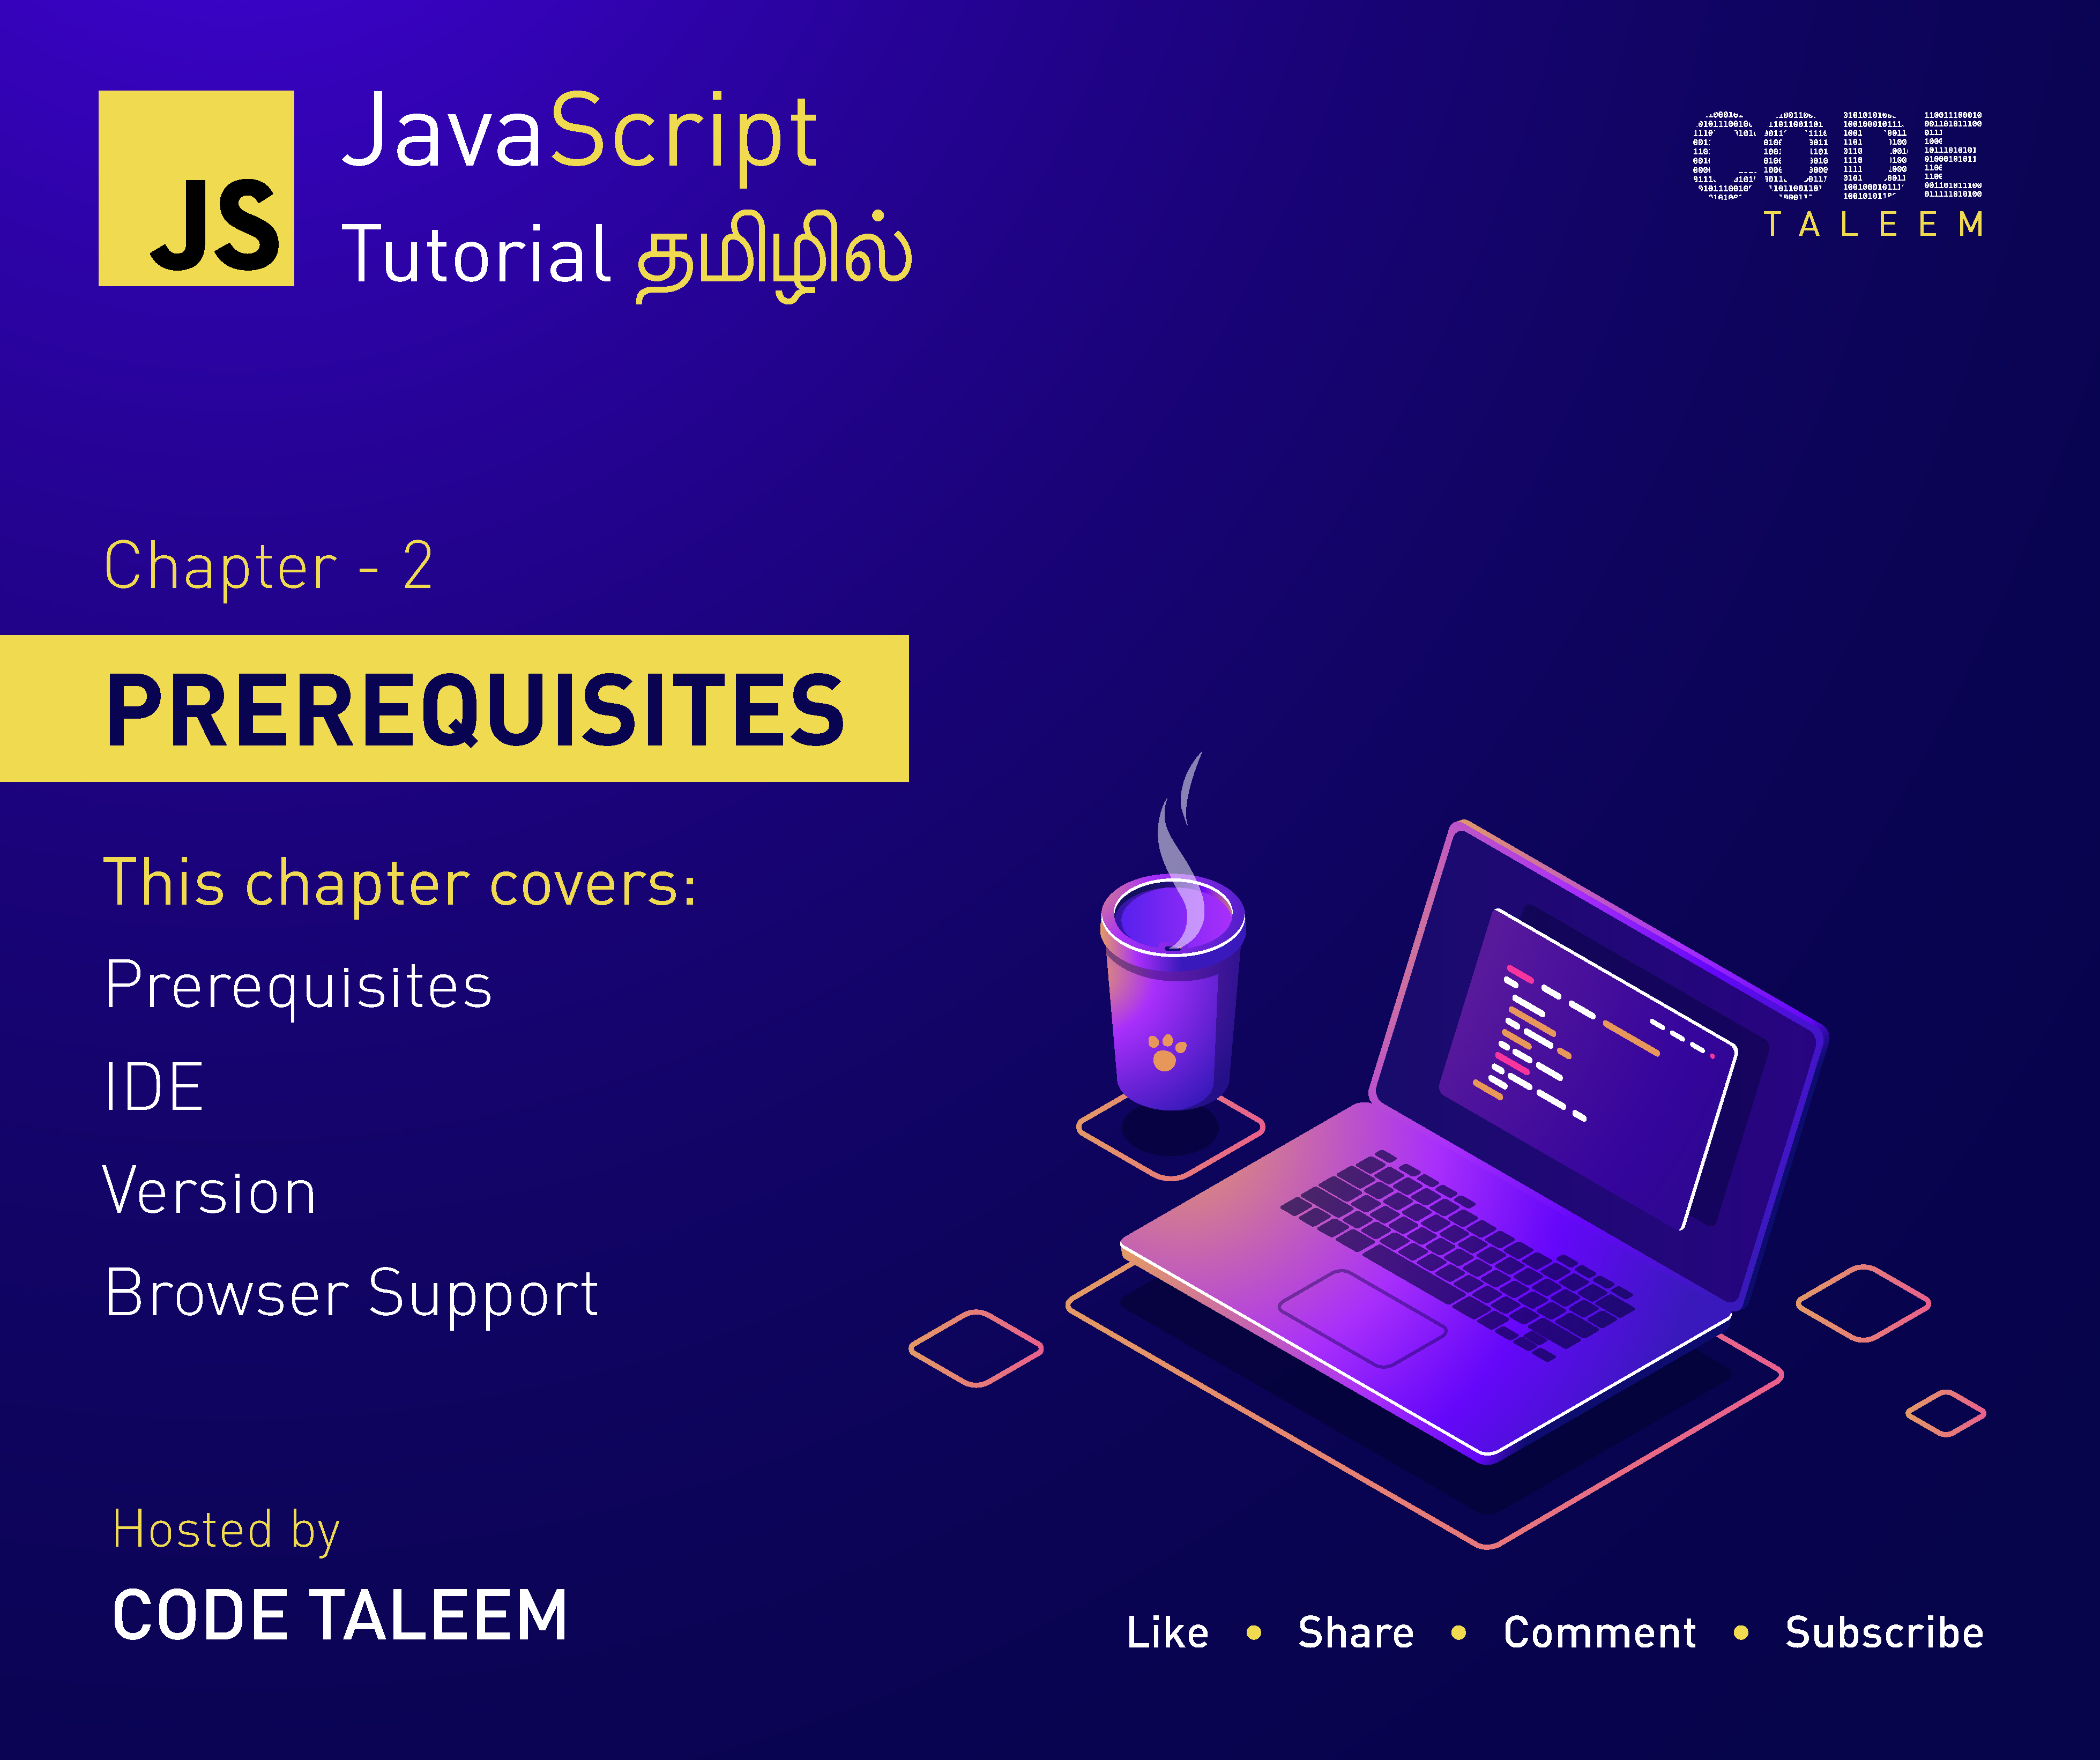 JS
JavaScript
Tutorial தமிழில்
CODE
TALEEM
Chapter - 2
PREREQUISITES
This chapter covers:
Prerequisites
IDE
Version
Browser Support
Hosted by
CODE TALEEM
Like • Share • Comment • Subscribe